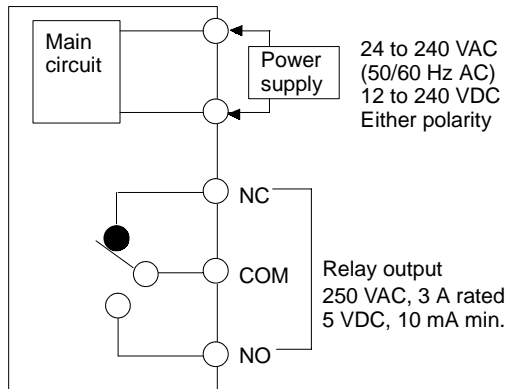 Main
circuit
Power
supply
24 to 240 VAC
(50/60 Hz AC)
12 to 240 VDC
Either polarity
NC
COM
Relay output
250 VAC, 3 A rated
5 VDC, 10 mA min.
NO